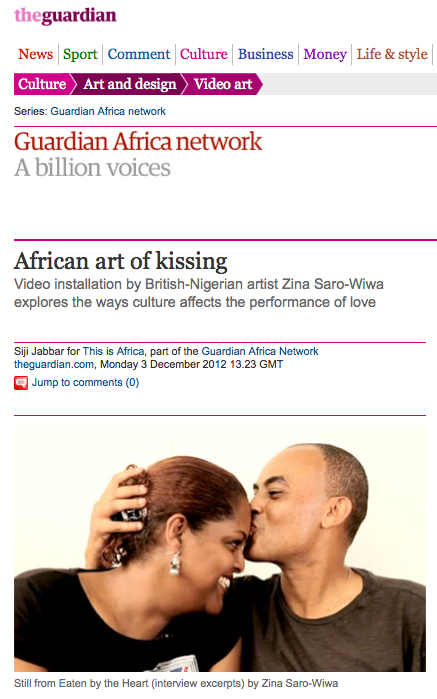 theguardian
News Sport Comment Culture Business Money Life & style
Culture Art and design Video art
Series: Guardian Africa network
Guardian Africa network
A billion voices
African art of kissing
Video installation by British-Nigerian artist Zina Saro-Wiwa
explores the ways culture affects the performance of love
Siji Jabbar for This is Africa, part of the Guardian Africa Network
theguardian.com, Monday 3 December 2012 13.23 GMT
Jump to comments (0)
Still from Eaten by the Heart (interview excerpts) by Zina Saro-Wiwa